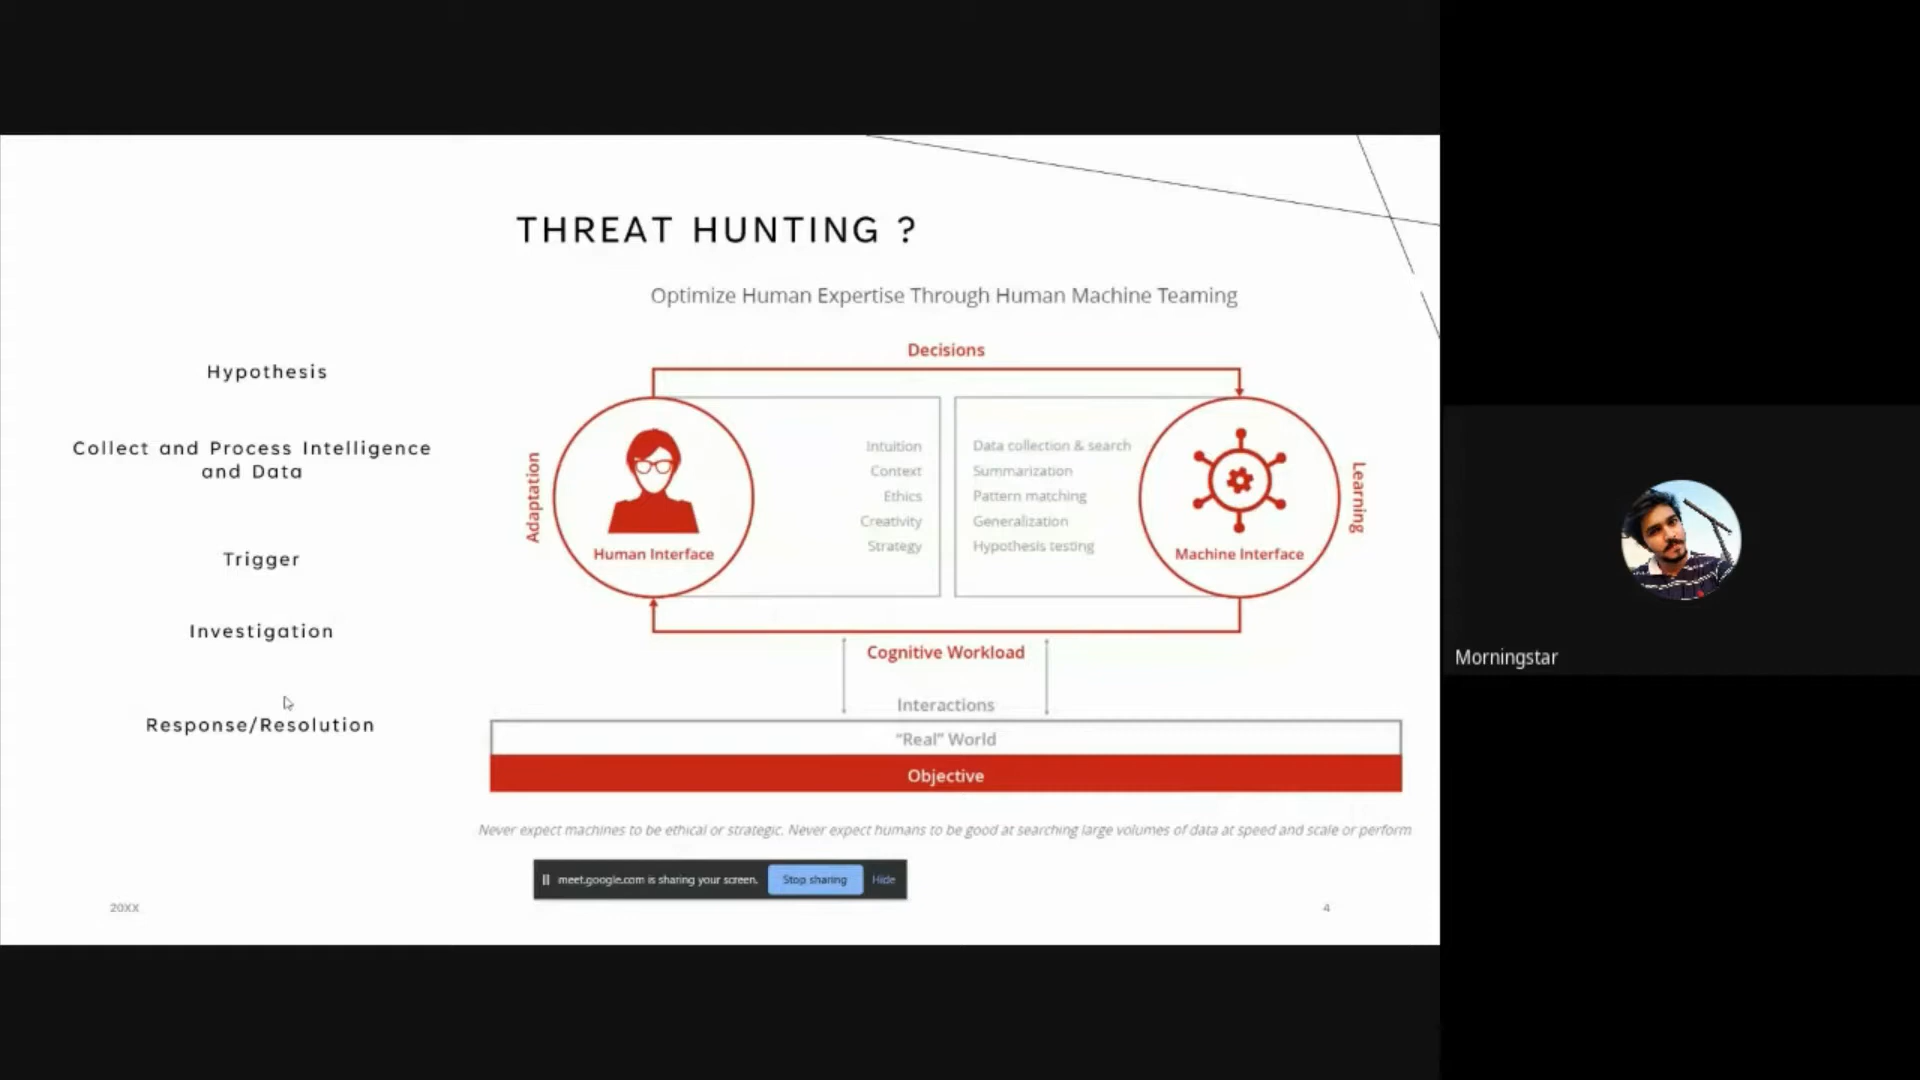 THREAT HUNTING ?
Optimize Human Expertise Through Human Machine Teaming
Hypothesis
Collect and Process Intelligence
and Data
Trigger
Investigation
Response/Resolution
Decisions
Adaptation
Human Interface
Intuition
Context
Ethics
Creativity
Strategy
Data collection & search
Summarization
Pattern matching
Generalization
Hypothesis testing
Machine Interface
Learning
Cognitive Workload
Interactions
“Real” World
Objective
Never expect machines to be ethical or strategic. Never expect humans to be good at searching large volumes of data at speed and scale or perform
meet.google.com is sharing your screen.
Stop sharing
Hide
20XX
4
Morningstar